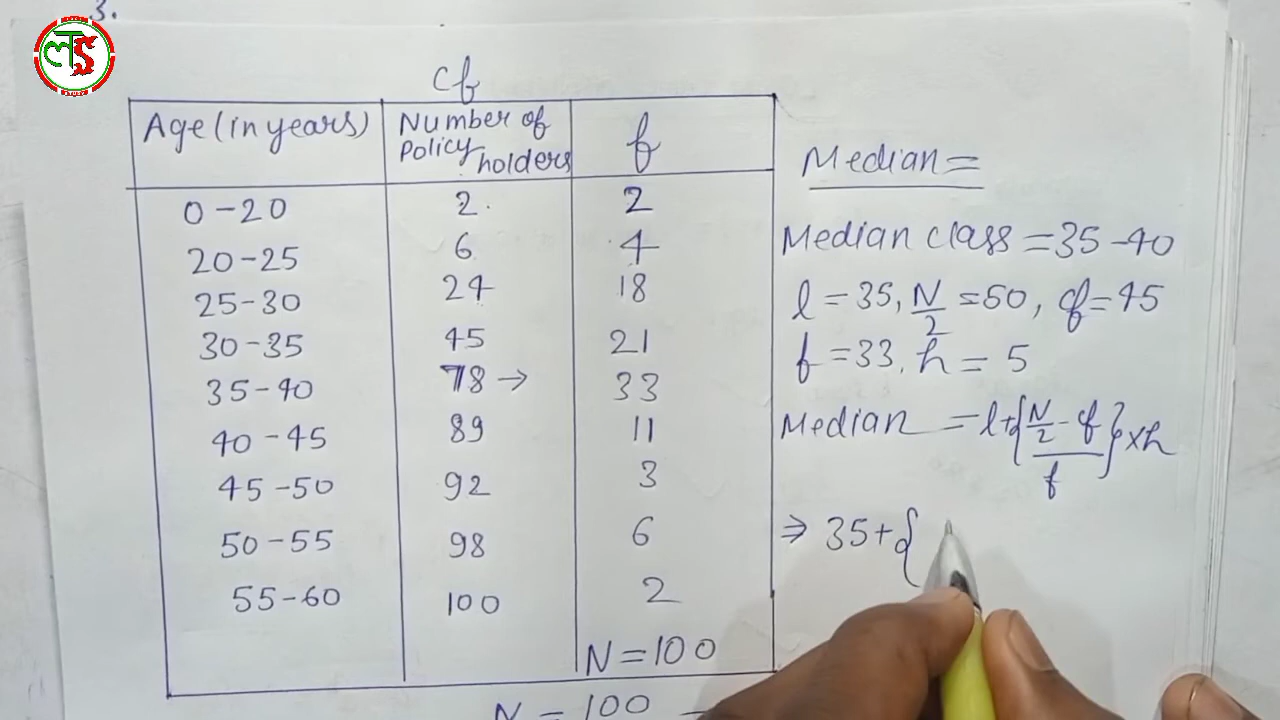 3.
cf
Age (in years) Number of policy holders f
0-20 2. 2
20-25 6 4
25-30 24 18
30-35 45 21
35-40 78 → 33
40-45 89 11
45-50 92 3
50-55 98 6
55-60 100 2
N = 100
N = 100 -
Median =
Median class = 35-40
l = 35, N/2 = 50, cf = 45
f = 33, h = 5
Median = l + { (N/2 - cf) / f } × h
⇒ 35 + {